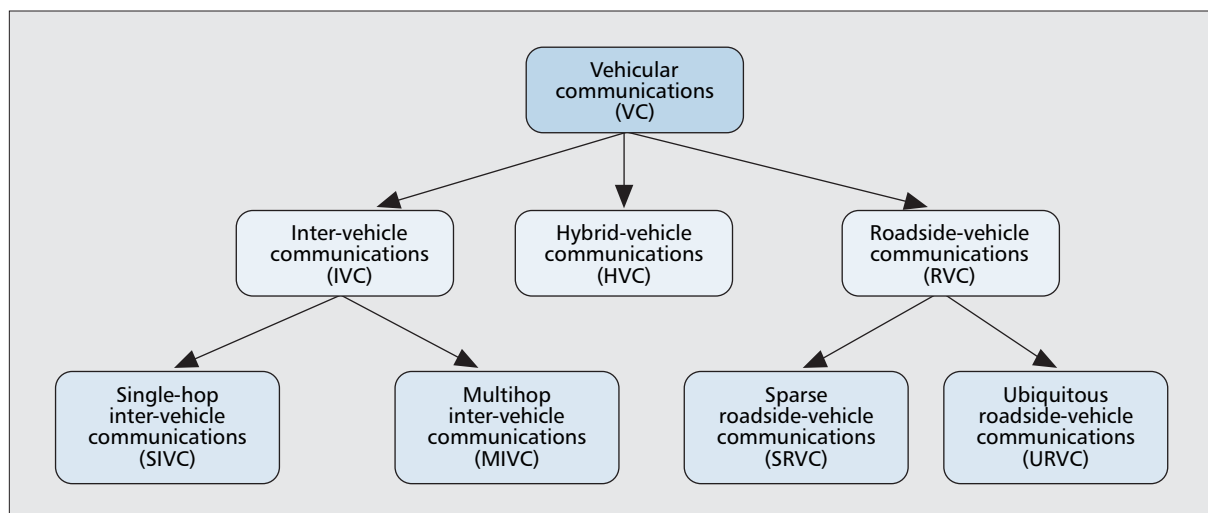 Vehicular
communications
(VC)
Inter-vehicle
communications
(IVC)
Hybrid-vehicle
communications
(HVC)
Roadside-vehicle
communications
(RVC)
Single-hop
inter-vehicle
communications
(SIVC)
Multihop
inter-vehicle
communications
(MIVC)
Sparse
roadside-vehicle
communications
(SRVC)
Ubiquitous
roadside-vehicle
communications
(URVC)